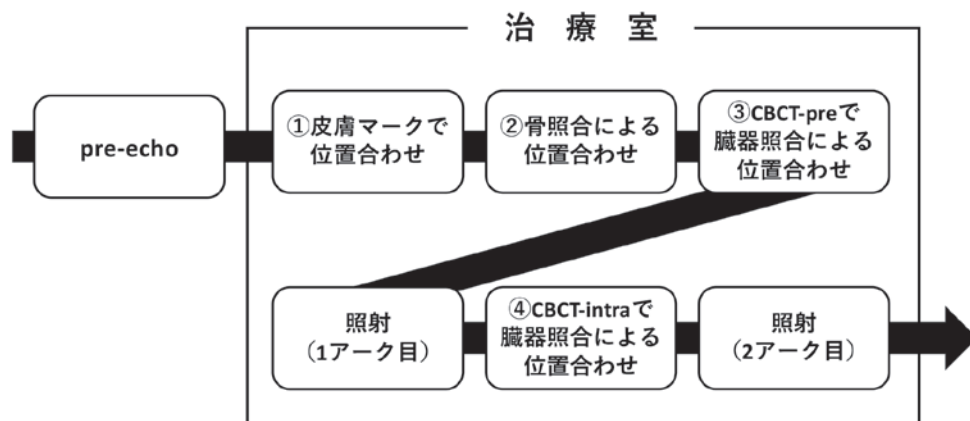 治療室
pre-echo
①皮膚マークで
位置合わせ
②骨照合による
位置合わせ
③CBCT-preで
臓器照合による
位置合わせ
照射
（1アーク目）
④CBCT-intraで
臓器照合による
位置合わせ
照射
（2アーク目）